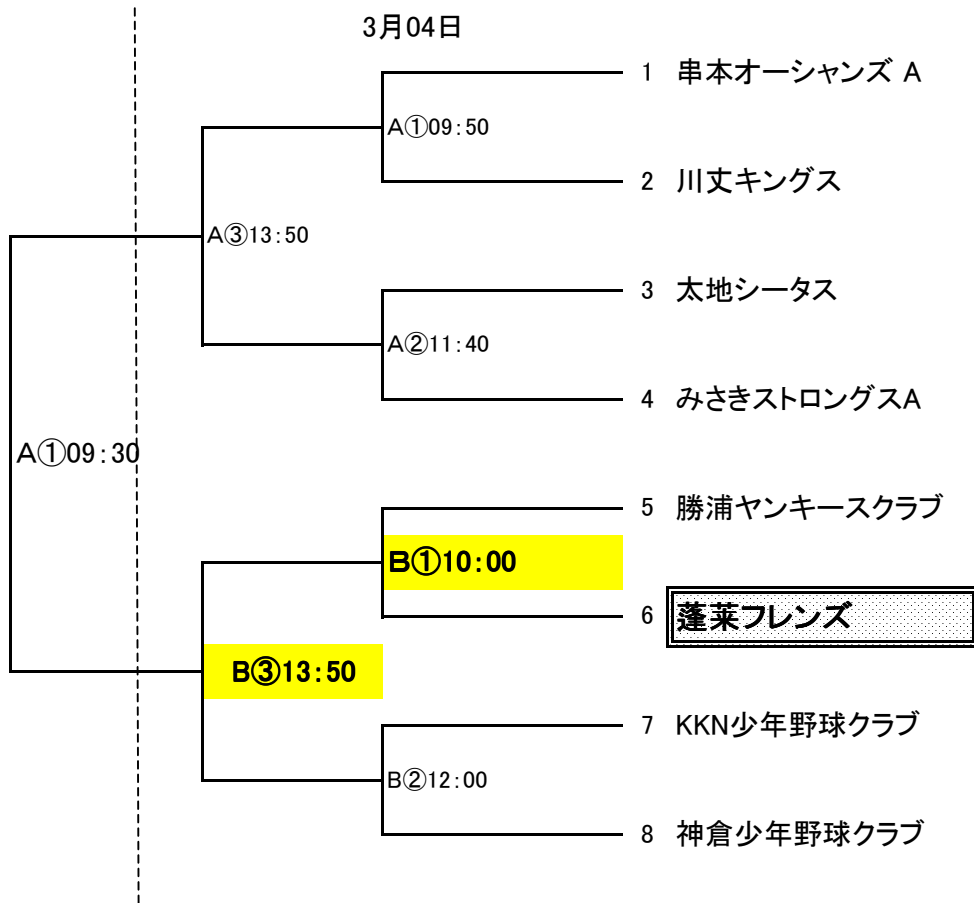 3月04日
1 串本オーシャンズ A
A①09:50
2 川丈キングス
A③13:50
3 太地シータス
A②11:40
4 みさきストロングスA
A①09:30
5 勝浦ヤンキースクラブ
B①10:00
6 蓬莱フレンズ
B③13:50
7 KKN少年野球クラブ
B②12:00
8 神倉少年野球クラブ